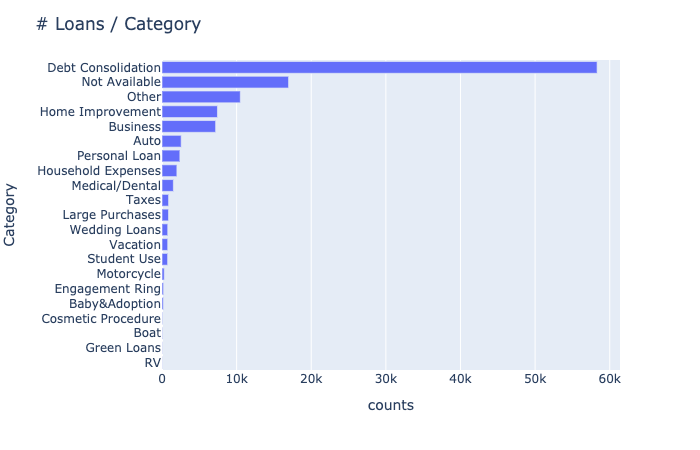 # Loans / Category
Category
Debt Consolidation
Not Available
Other
Home Improvement
Business
Auto
Personal Loan
Household Expenses
Medical/Dental
Taxes
Large Purchases
Wedding Loans
Vacation
Student Use
Motorcycle
Engagement Ring
Baby&Adoption
Cosmetic Procedure
Boat
Green Loans
RV
0 10k 20k 30k 40k 50k 60k
counts